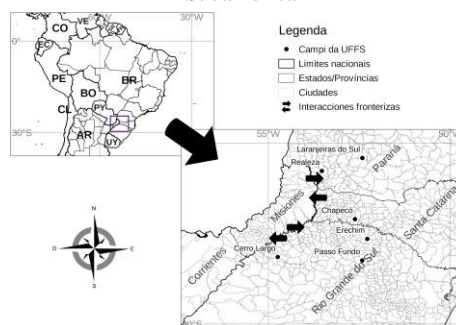 60°W
30°W
0°
30°S
CO
VE
EC
PE
BR
BO
PY
CL
AR
UY
Legenda
Campi da UFFS
Limites nacionais
Estados/Províncias
Ciudades
Interacciones fronterizas
N
O
E
S
55°W
50°W
Laranjeiras do Sul
Realeza
Paraná
Misiones
Chapecó
Santa Catarina
Erechim
Cerro Largo
Passo Fundo
Corrientes
Rio Grande do Sul